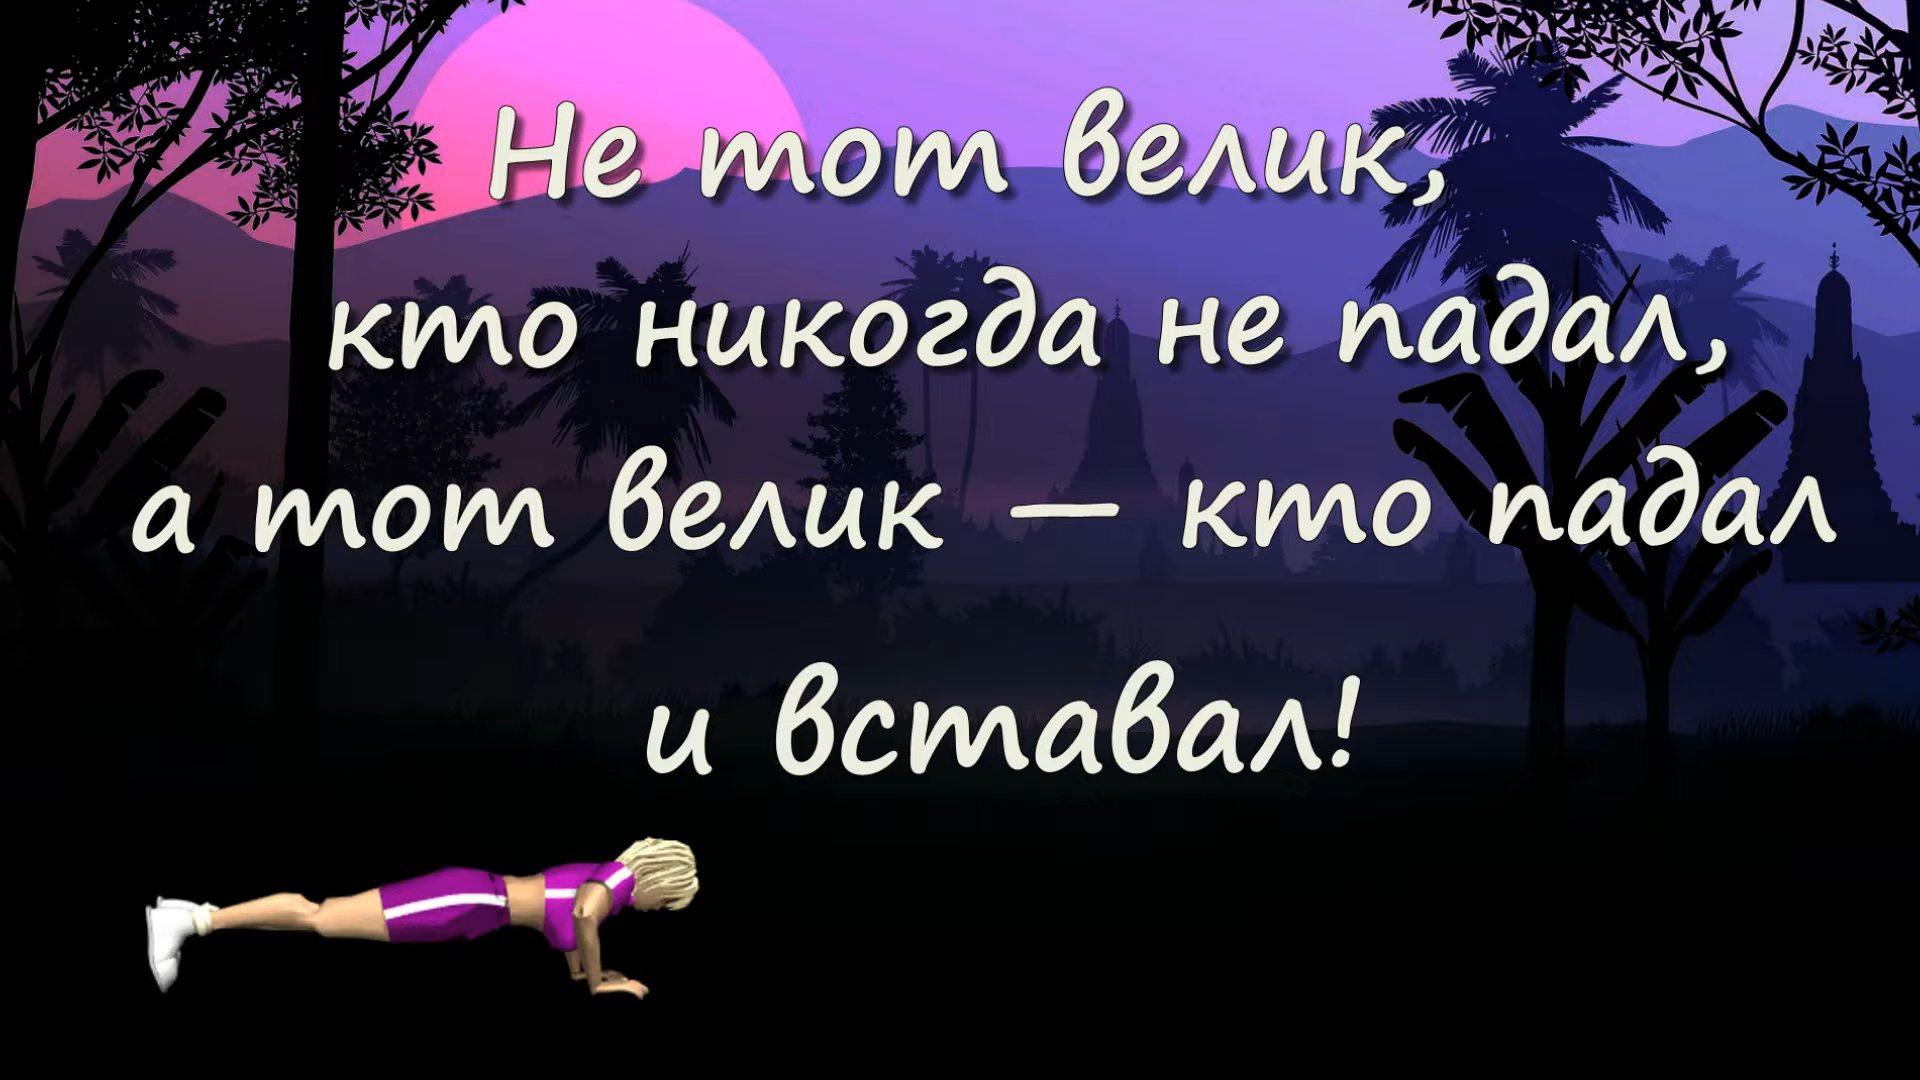 Не тот велик,
кто никогда не падал,
а тот велик — кто падал
и вставал!